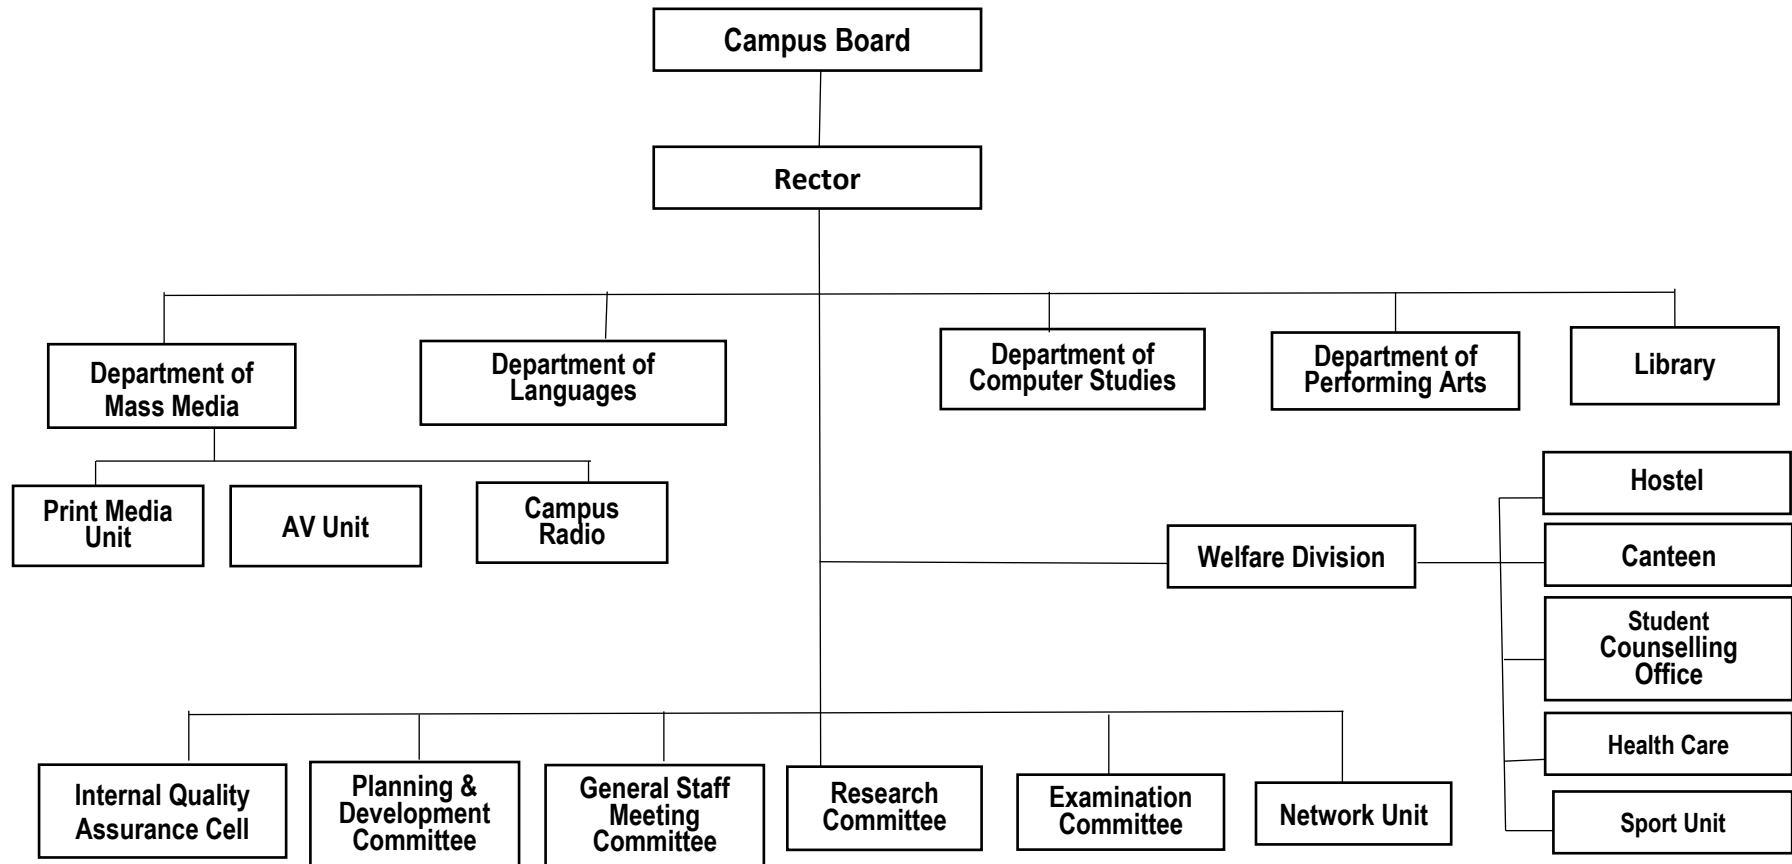 Campus Board
Rector
Department of
Mass Media
Department of
Languages
Department of
Computer Studies
Department of
Performing Arts
Library
Print Media
Unit
AV Unit
Campus
Radio
Welfare Division
Hostel
Canteen
Student
Counselling
Office
Health Care
Sport Unit
Internal Quality
Assurance Cell
Planning &
Development
Committee
General Staff
Meeting
Committee
Research
Committee
Examination
Committee
Network Unit